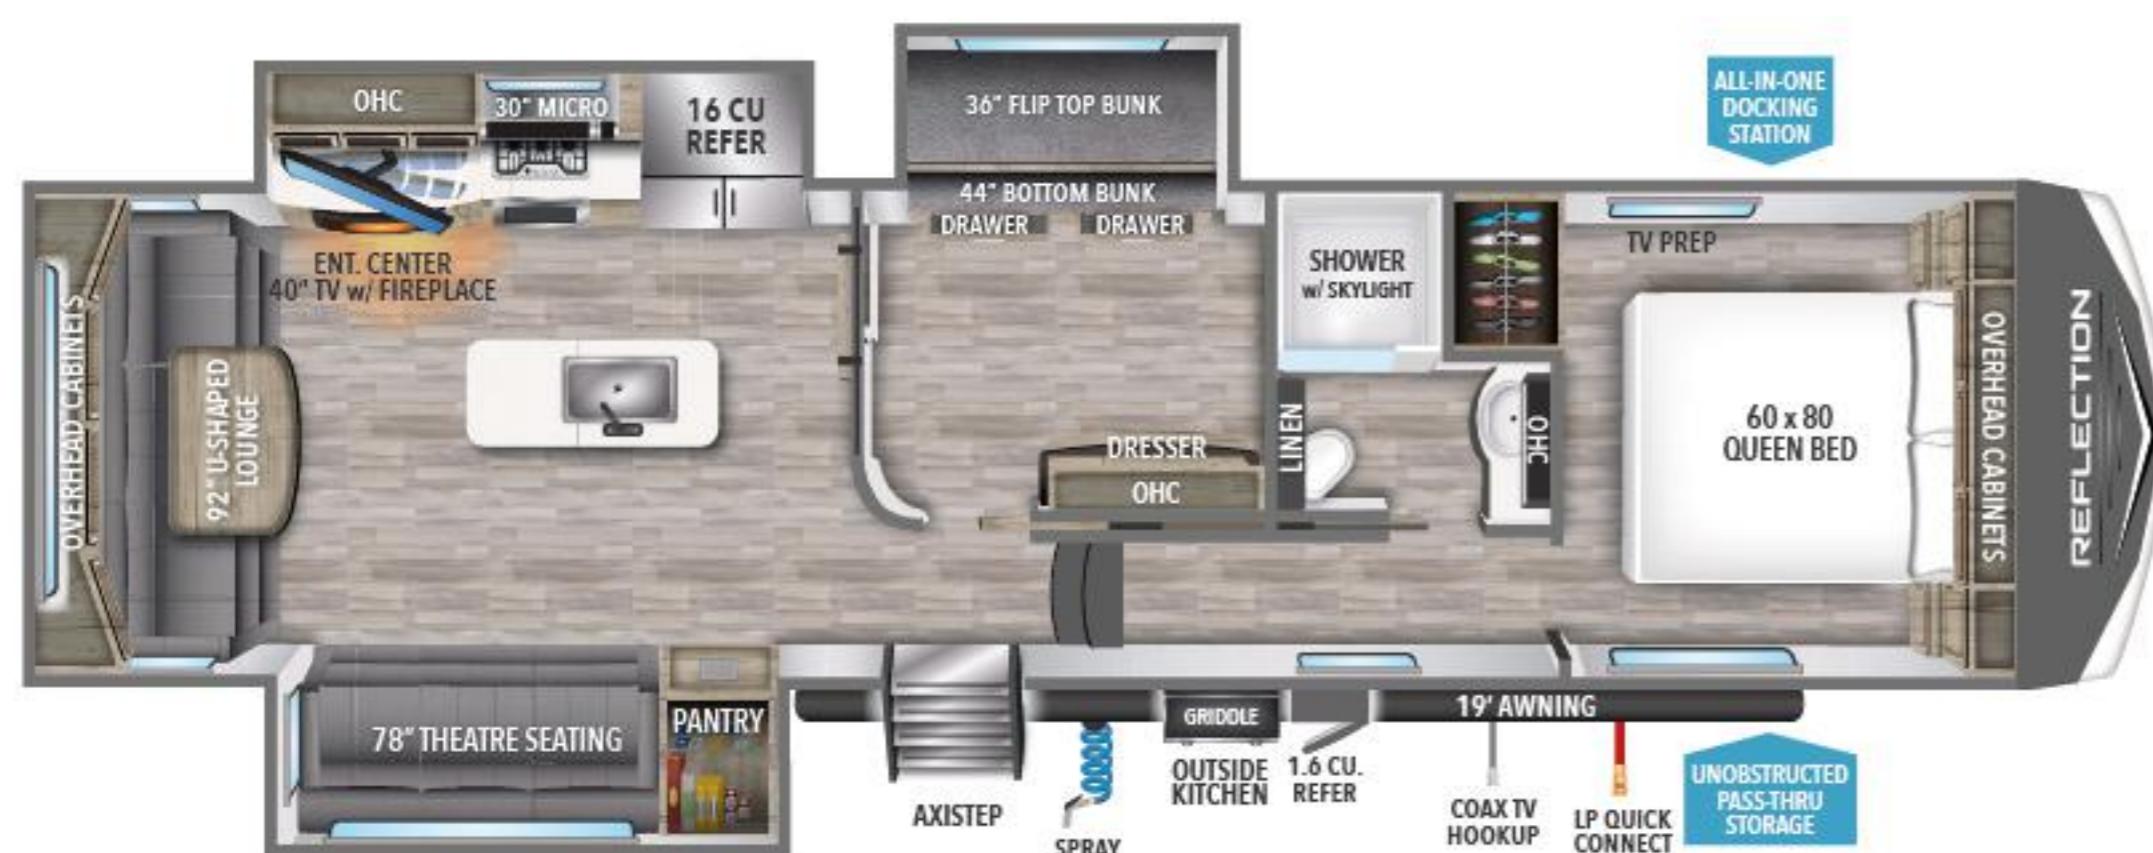 ALL-IN-ONE
DOCKING
STATION
OHC
30" MICRO
16 CU
REFER
36" FLIP TOP BUNK
44" BOTTOM BUNK
DRAWER
DRAWER
ENT. CENTER
40" TV w/ FIREPLACE
SHOWER
w/ SKYLIGHT
TV PREP
OVERHEAD CABINETS
92" U-SHAPED
LOUNGE
DRESSER
OHC
LINEN
OHC
60 x 80
QUEEN BED
OVERHEAD CABINETS
REFLECTION
78" THEATRE SEATING
PANTRY
19' AWNING
GRIDDLE
AXISTEP
SPRAY
OUTSIDE
KITCHEN
1.6 CU.
REFER
COAX TV
HOOKUP
LP QUICK
CONNECT
UNOBSTRUCTED
PASS-THRU
STORAGE